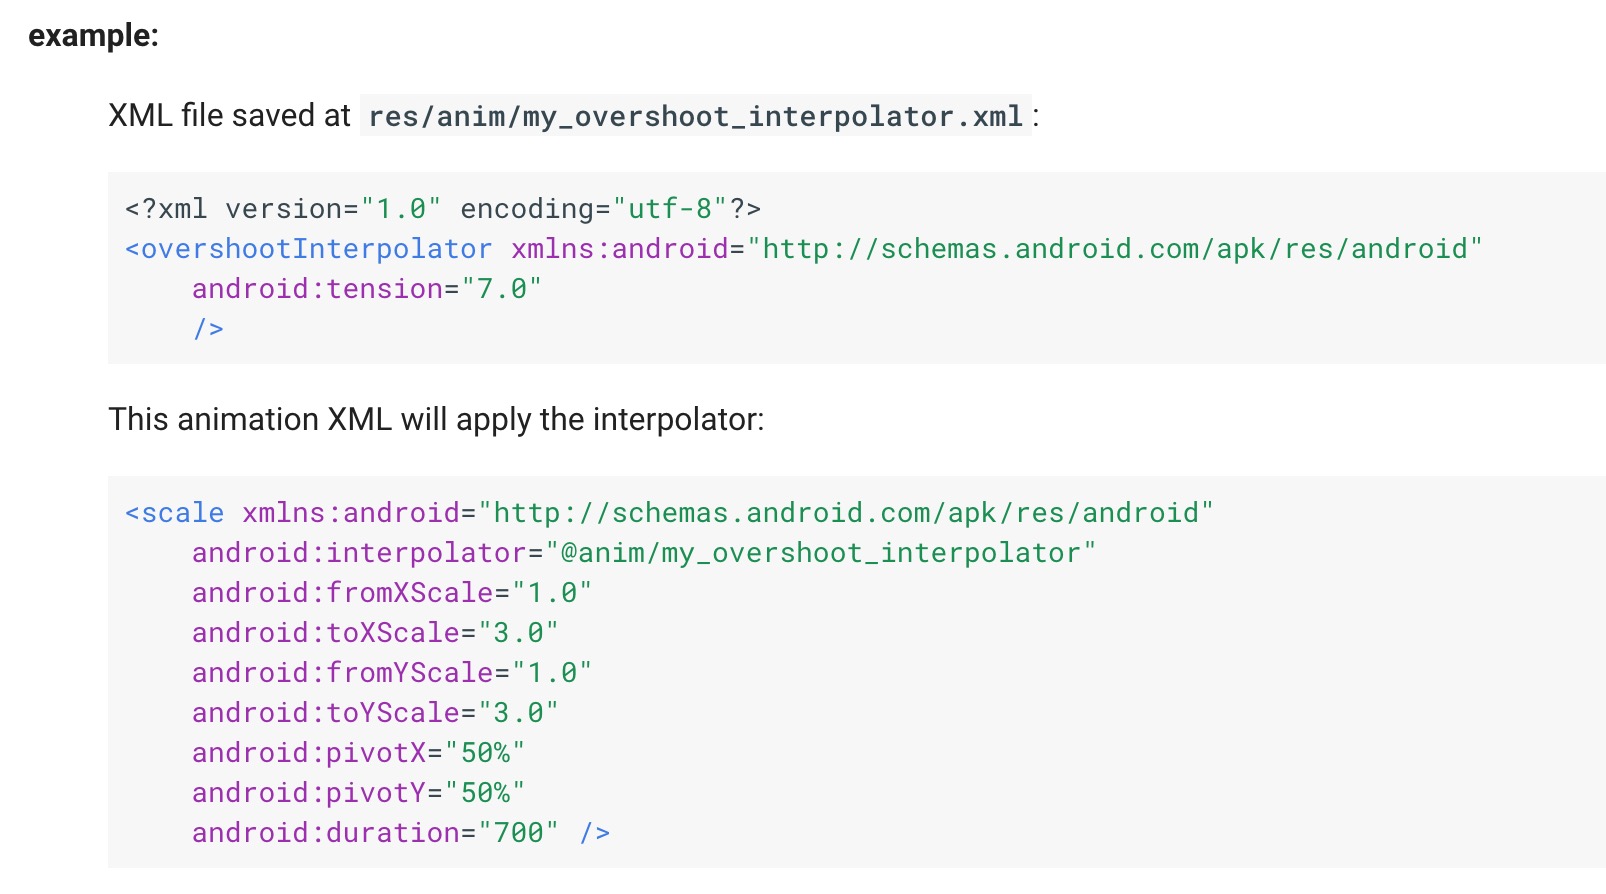 example:
XML file saved at res/anim/my_overshoot_interpolator.xml:
<?xml version="1.0" encoding="utf-8"?>
<overshootInterpolator xmlns:android="http://schemas.android.com/apk/res/android"
    android:tension="7.0"
    />
This animation XML will apply the interpolator:
<scale xmlns:android="http://schemas.android.com/apk/res/android"
    android:interpolator="@anim/my_overshoot_interpolator"
    android:fromXScale="1.0"
    android:toXScale="3.0"
    android:fromYScale="1.0"
    android:toYScale="3.0"
    android:pivotX="50%"
    android:pivotY="50%"
    android:duration="700" />